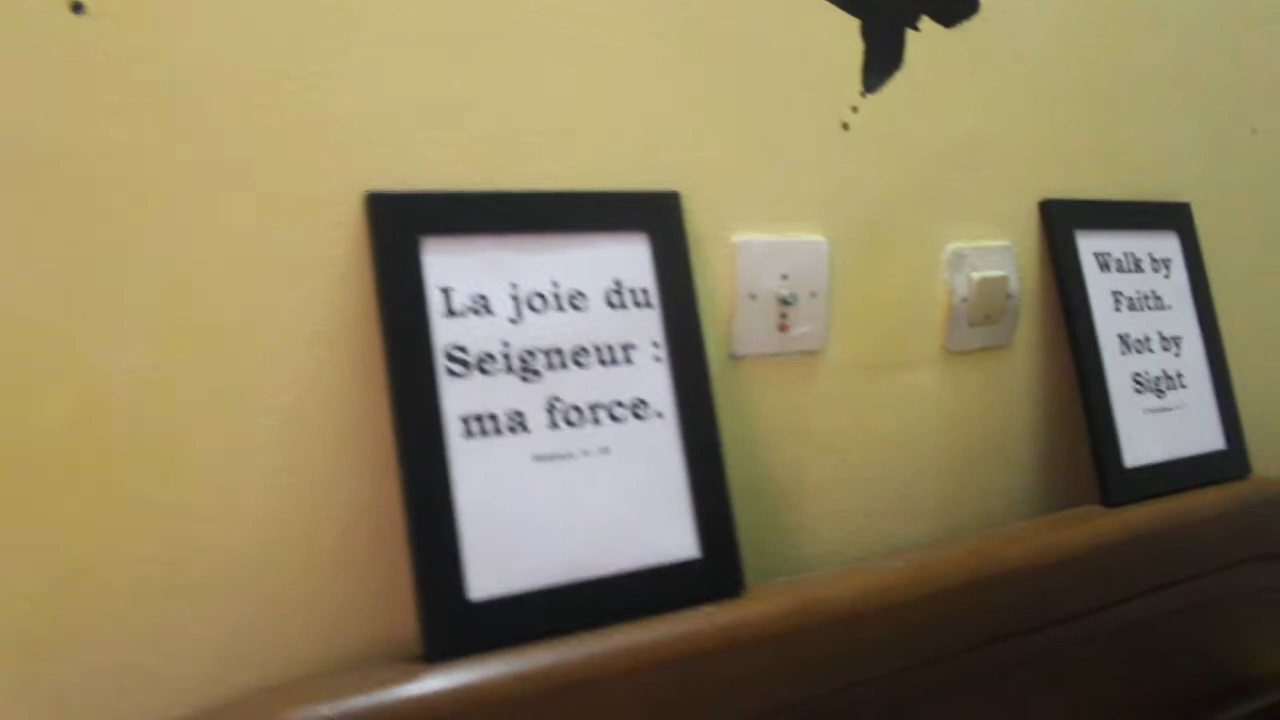 La joie du
Seigneur :
ma force.
Walk by
Faith.
Not by
Sight